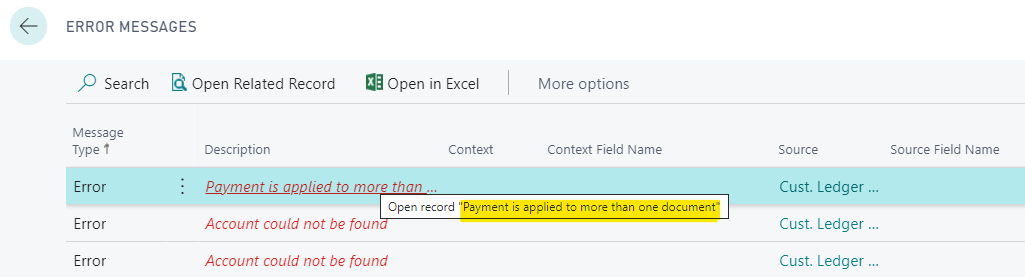 ERROR MESSAGES
Search Open Related Record Open in Excel More options
Message
Type ↑ Description Context Context Field Name Source Source Field Name
Error Payment is applied to more than ... Cust. Ledger ...
Open record "Payment is applied to more than one document"
Error Account could not be found Cust. Ledger ...
Error Account could not be found Cust. Ledger ...